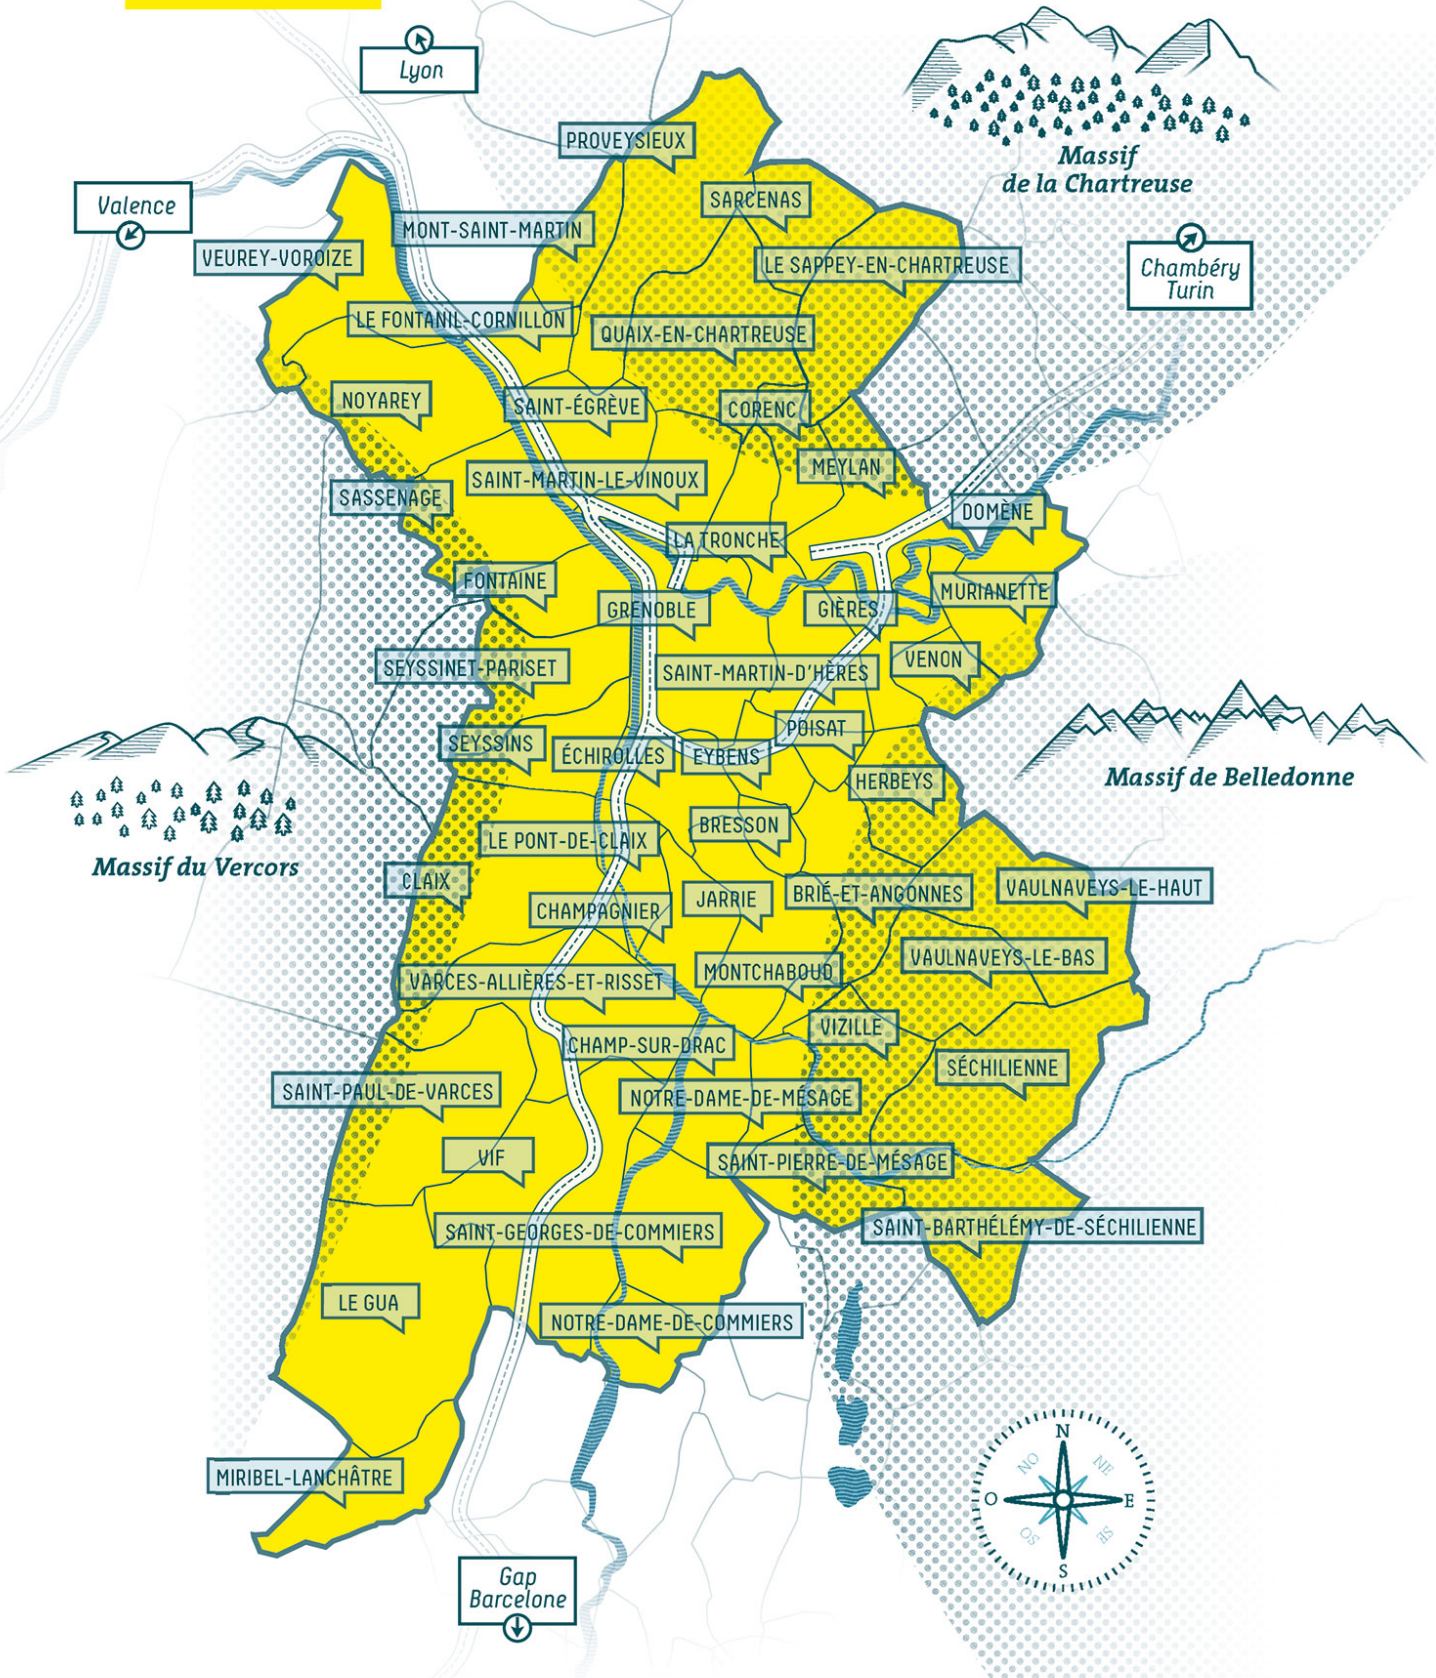 Lyon
PROVEYSIEUX
Massif
de la Chartreuse
SARCENAS
Valence
MONT-SAINT-MARTIN
VEUREY-VOROIZE
LE SAPPEY-EN-CHARTREUSE
Chambéry
Turin
LE FONTANIL-CORNILLON
QUAIX-EN-CHARTREUSE
NOYAREY
SAINT-ÉGRÈVE
CORENC
MEYLAN
SAINT-MARTIN-LE-VINOUX
SASSENAGE
DOMÈNE
LA TRONCHE
FONTAINE
MURIANETTE
GRENOBLE
GIÈRES
SEYSSINET-PARISET
SAINT-MARTIN-D'HÈRES
VENON
POISAT
SEYSSINS
ÉCHIROLLES
EYBENS
HERBEYS
Massif de Belledonne
BRESSON
LE PONT-DE-CLAIX
Massif du Vercors
CLAIX
JARRIE
BRIÉ-ET-ANGONNES
VAULNAVEYS-LE-HAUT
CHAMPAGNIER
VAULNAVEYS-LE-BAS
MONTCHABOUD
VARCES-ALLIÈRES-ET-RISSET
VIZILLE
CHAMP-SUR-DRAC
SÉCHILIENNE
SAINT-PAUL-DE-VARCES
NOTRE-DAME-DE-MÉSAGE
VIF
SAINT-PIERRE-DE-MÉSAGE
SAINT-GEORGES-DE-COMMIERS
SAINT-BARTHÉLÉMY-DE-SÉCHILIENNE
LE GUA
NOTRE-DAME-DE-COMMIERS
N
NO
NE
MIRIBEL-LANCHÂTRE
O
E
SO
SE
S
Gap
Barcelone